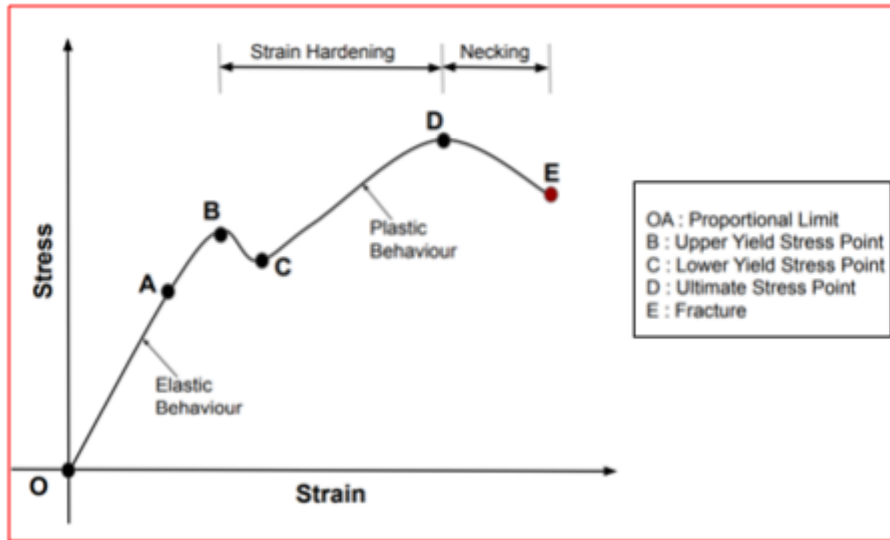 Strain Hardening
Necking
D
E
B
Plastic
Behaviour
C
A
Stress
Elastic
Behaviour
O
Strain
OA : Proportional Limit
B : Upper Yield Stress Point
C : Lower Yield Stress Point
D : Ultimate Stress Point
E : Fracture